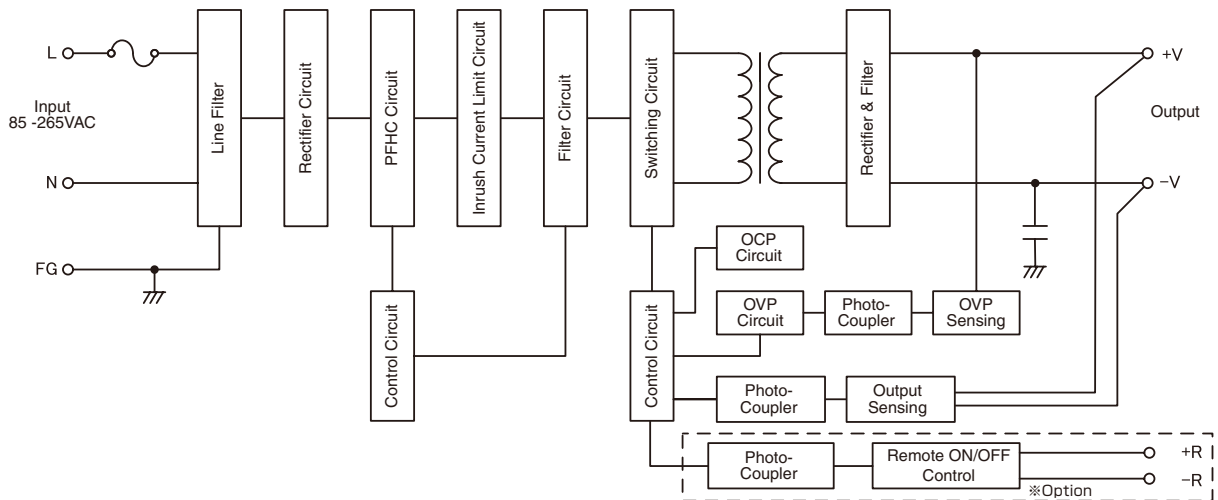 L
Input
85 -265VAC
N
FG
Line Filter
Rectifier Circuit
PFHC Circuit
Inrush Current Limit Circuit
Filter Circuit
Switching Circuit
Rectifier & Filter
+V
Output
−V
Control Circuit
Control Circuit
OCP
Circuit
OVP
Circuit
Photo-
Coupler
OVP
Sensing
Photo-
Coupler
Output
Sensing
Photo-
Coupler
Remote ON/OFF
Control
+R
−R
※Option